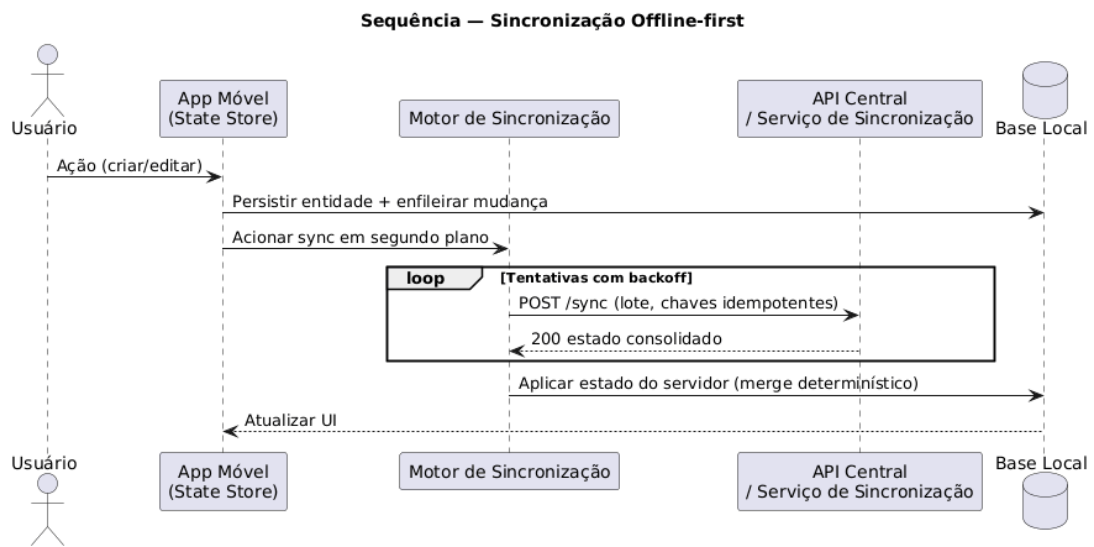 Sequência — Sincronização Offline-first
Usuário
App Móvel
(State Store)
Motor de Sincronização
API Central
/ Serviço de Sincronização
Base Local
Ação (criar/editar)
Persistir entidade + enfileirar mudança
Acionar sync em segundo plano
loop [Tentativas com backoff]
POST /sync (lote, chaves idempotentes)
200 estado consolidado
Aplicar estado do servidor (merge determinístico)
Atualizar UI
Usuário
App Móvel
(State Store)
Motor de Sincronização
API Central
/ Serviço de Sincronização
Base Local